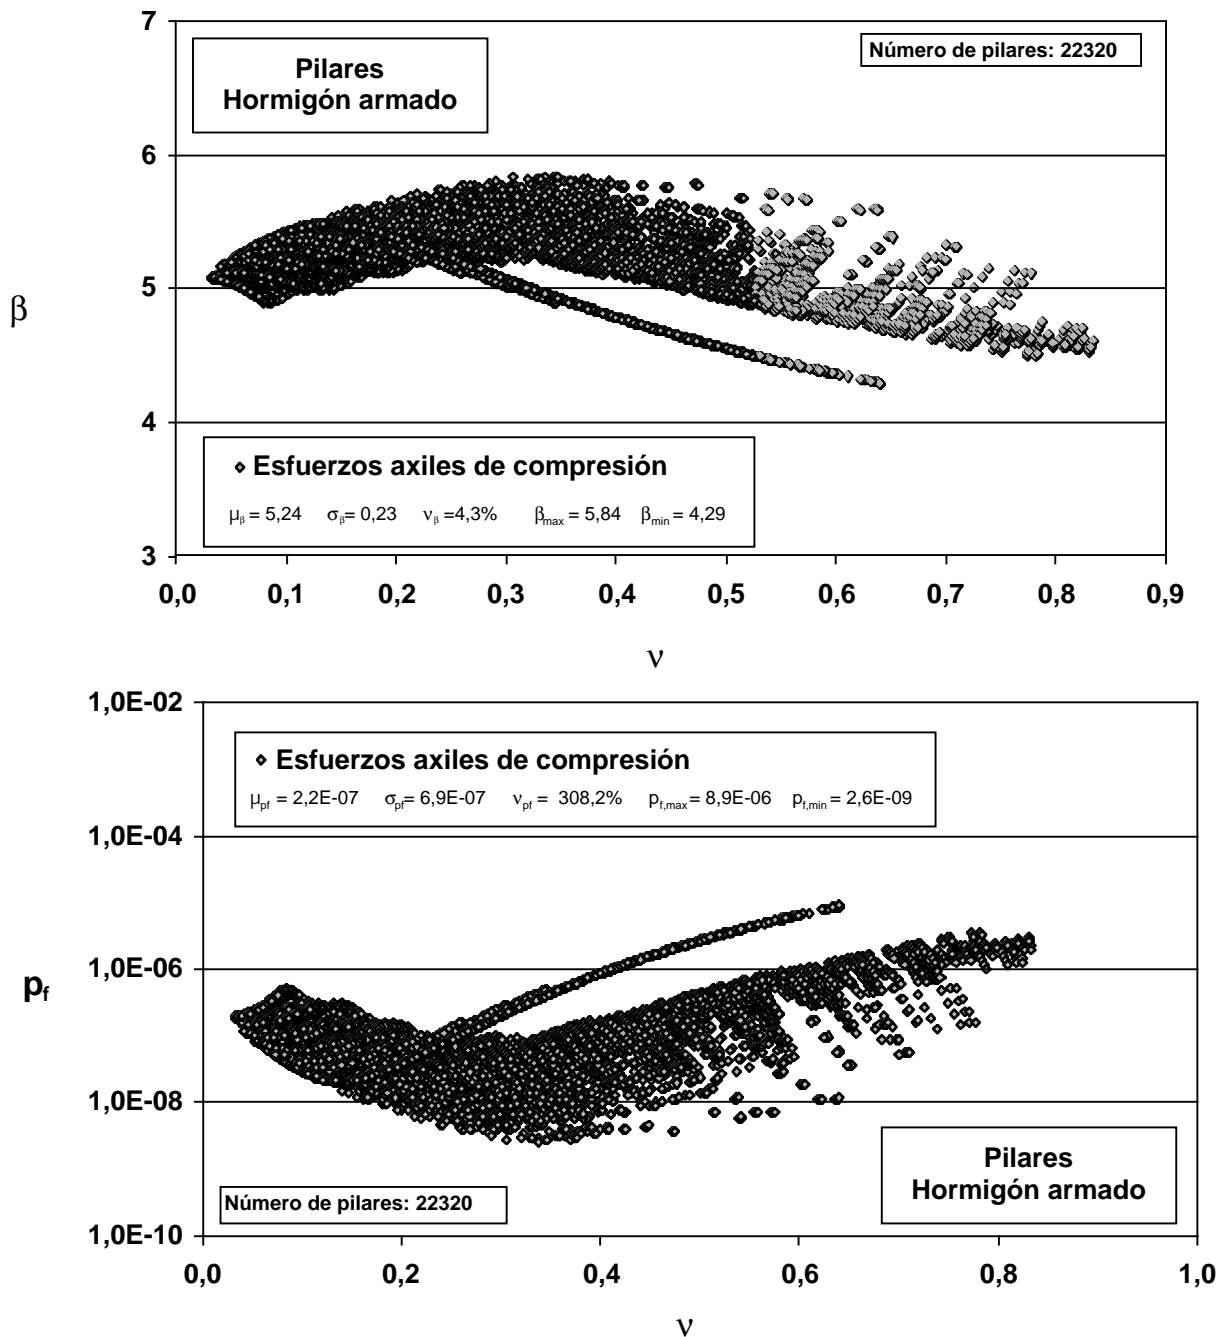 7
Pilares
Hormigón armado
Número de pilares: 22320
6
5
β
4
Esfuerzos axiles de compresión
μβ = 5,24 σβ= 0,23 νβ =4,3% βmax = 5,84 βmin = 4,29
3
0,0 0,1 0,2 0,3 0,4 0,5 0,6 0,7 0,8 0,9
ν
1,0E-02
Esfuerzos axiles de compresión
μpf = 2,2E-07 σpf= 6,9E-07 νpf = 308,2% pf,max = 8,9E-06 pf,min = 2,6E-09
1,0E-04
1,0E-06
pf
1,0E-08
Pilares
Hormigón armado
Número de pilares: 22320
1,0E-10
0,0 0,2 0,4 0,6 0,8 1,0
ν